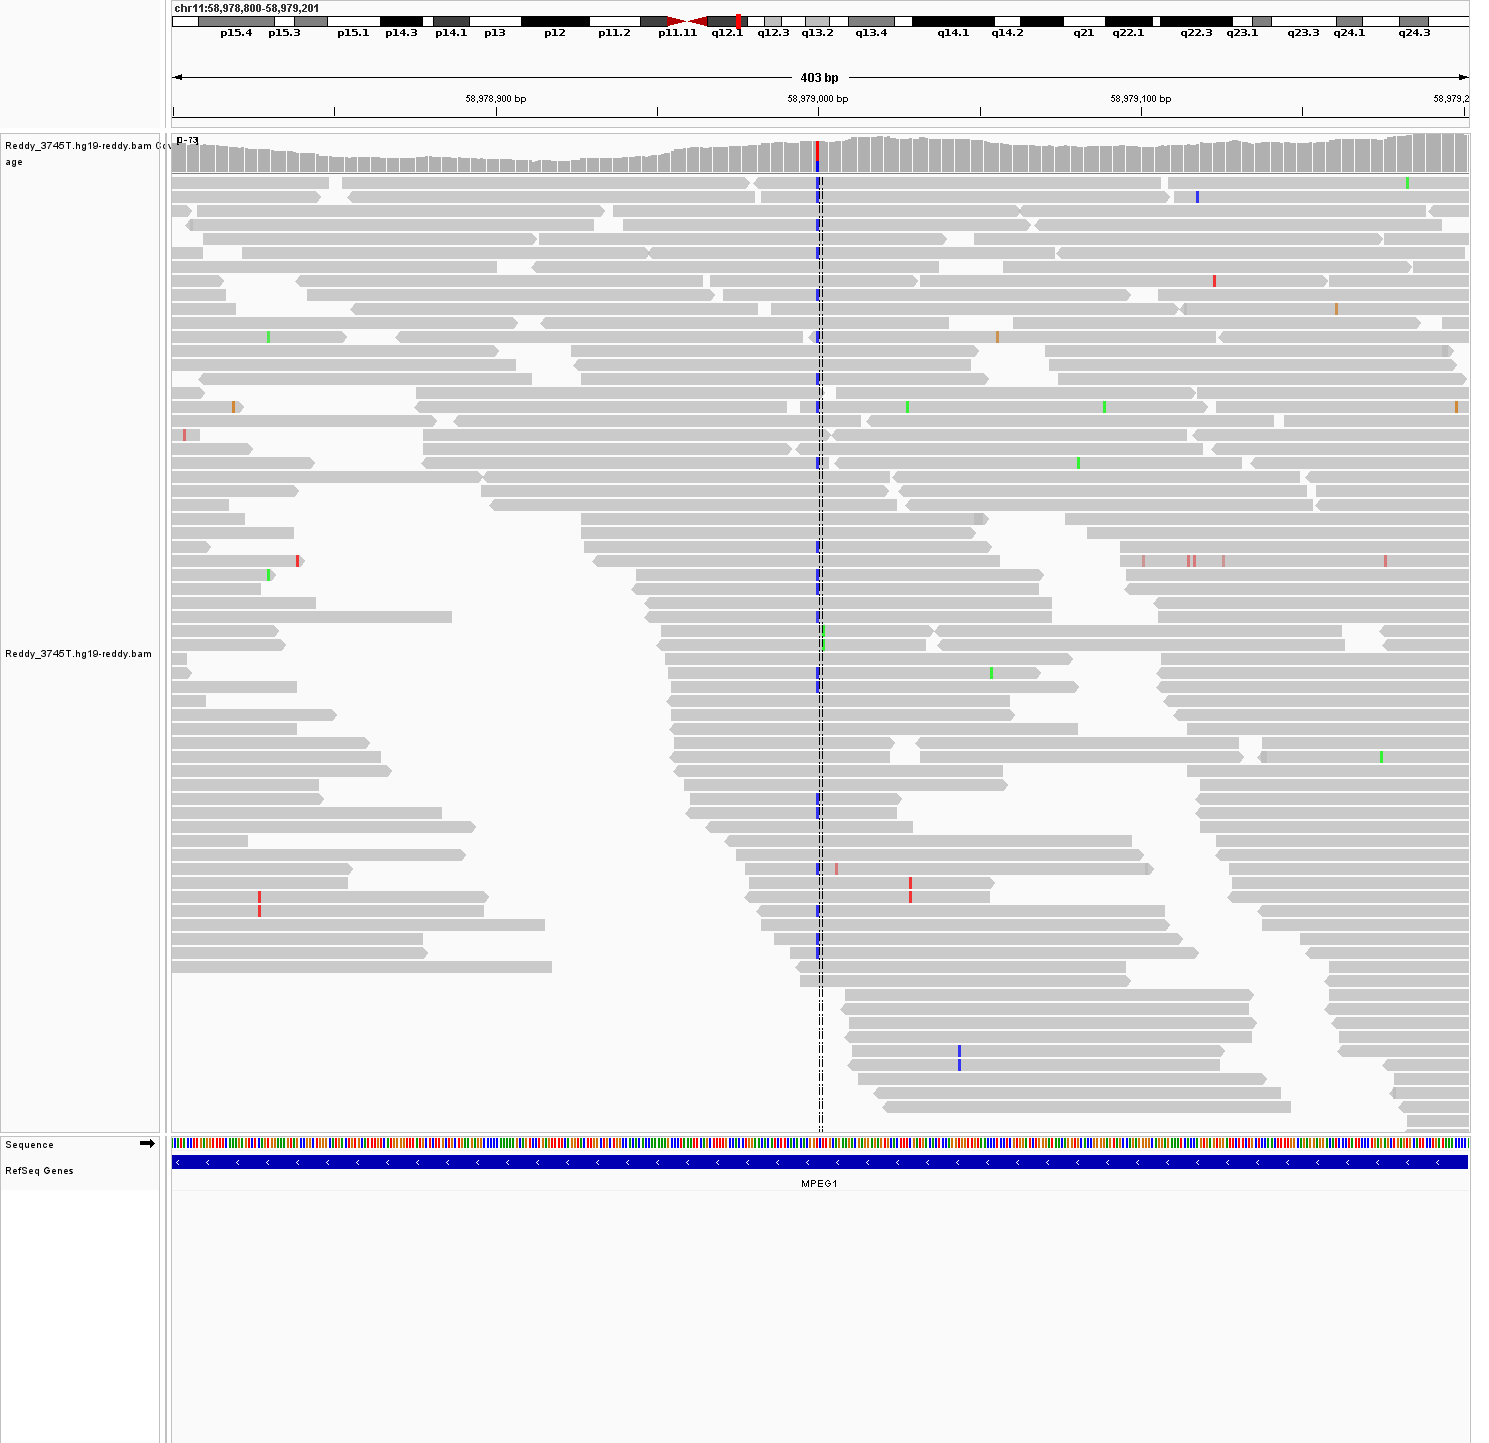 chr11:58,978,800-58,979,201
p15.4 p15.3 p15.1 p14.3 p14.1 p13 p12 p11.2 p11.11 q12.1 q12.3 q13.2 q13.4 q14.1 q14.2 q21 q22.1 q22.3 q23.1 q23.3 q24.1 q24.3
403 bp
58,978,900 bp 58,979,000 bp 58,979,100 bp 58,979,2
Reddy_3745T.hg19-reddy.bam Cov
age
Reddy_3745T.hg19-reddy.bam
Sequence
RefSeq Genes
MPEG1